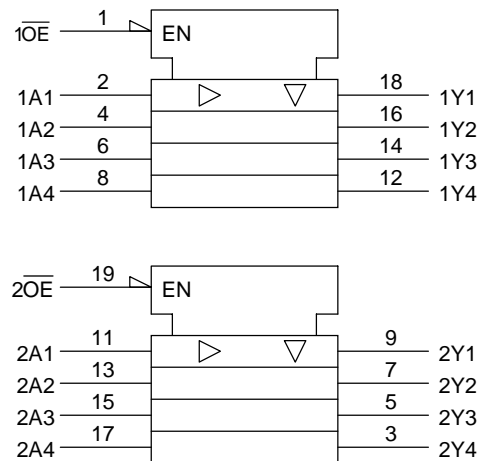 1OE 1 EN
1A1 2 18 1Y1
1A2 4 16 1Y2
1A3 6 14 1Y3
1A4 8 12 1Y4
2OE 19 EN
2A1 11 9 2Y1
2A2 13 7 2Y2
2A3 15 5 2Y3
2A4 17 3 2Y4